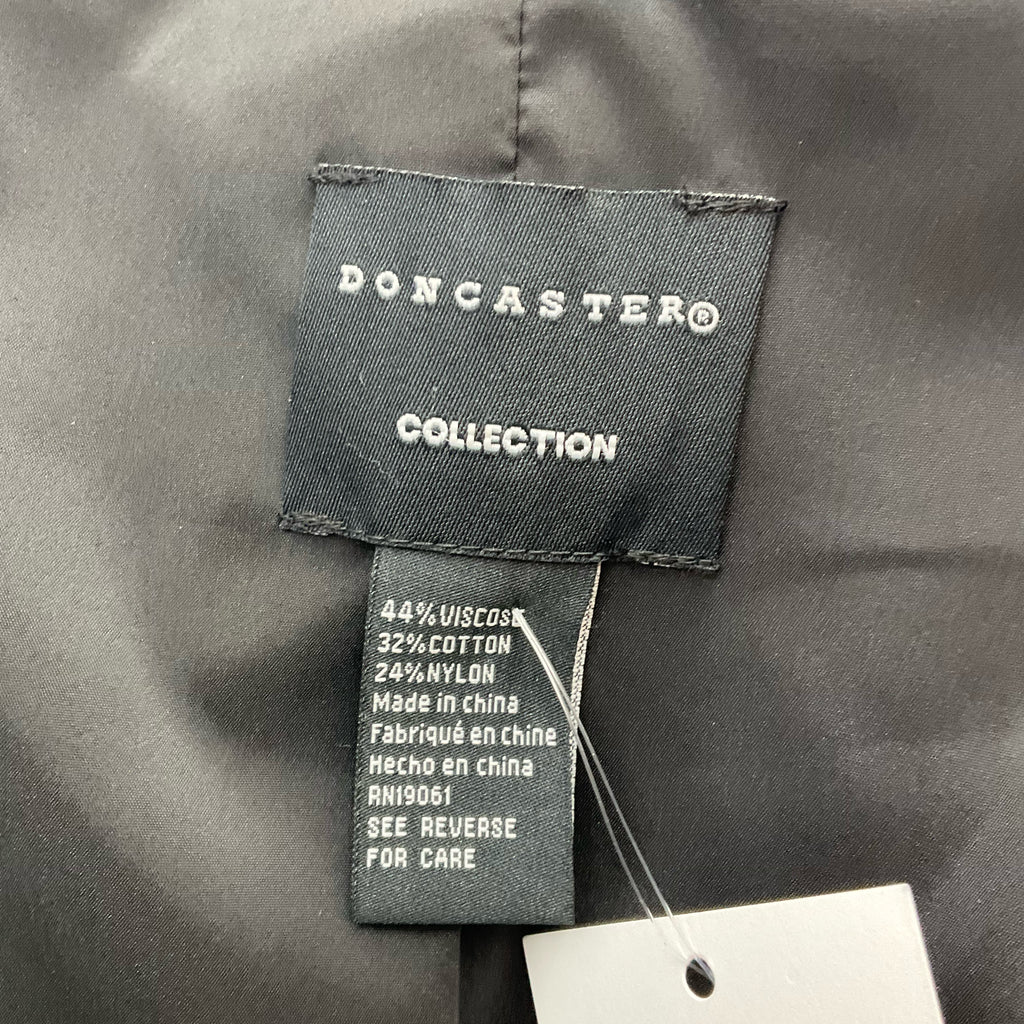 DONCASTER®
COLLECTION
44% VISCOSE
32% COTTON
24% NYLON
Made in china
Fabriqué en chine
Hecho en china
RN19061
SEE REVERSE
FOR CARE